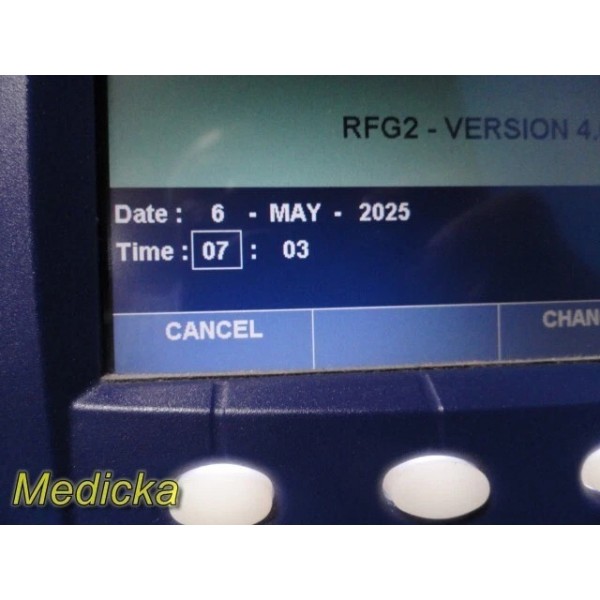 RFG2 - VERSION 4.
Date : 6 - MAY - 2025
Time : 07 : 03
CANCEL
CHAN
Medicka